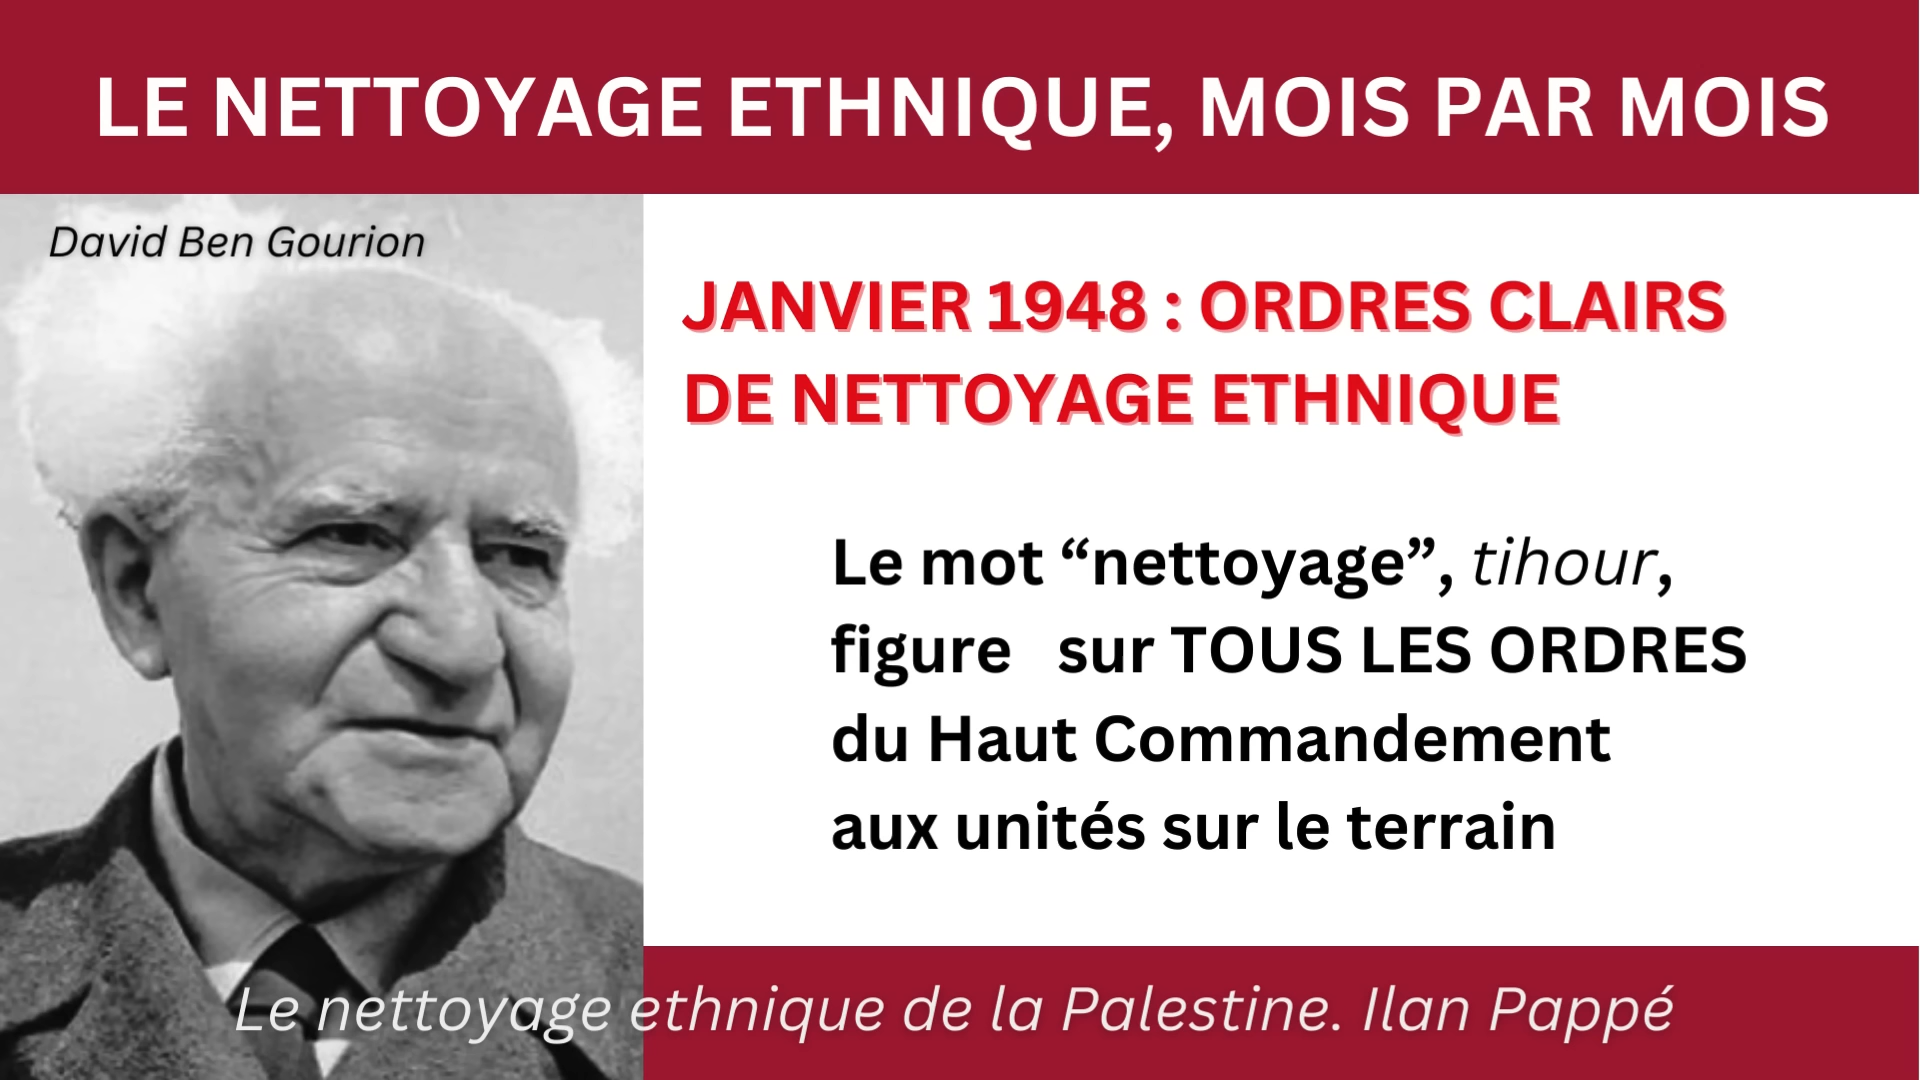 LE NETTOYAGE ETHNIQUE, MOIS PAR MOIS
David Ben Gourion
JANVIER 1948 : ORDRES CLAIRS
DE NETTOYAGE ETHNIQUE
Le mot “nettoyage”, tihour,
figure sur TOUS LES ORDRES
du Haut Commandement
aux unités sur le terrain
Le nettoyage ethnique de la Palestine. Ilan Pappé